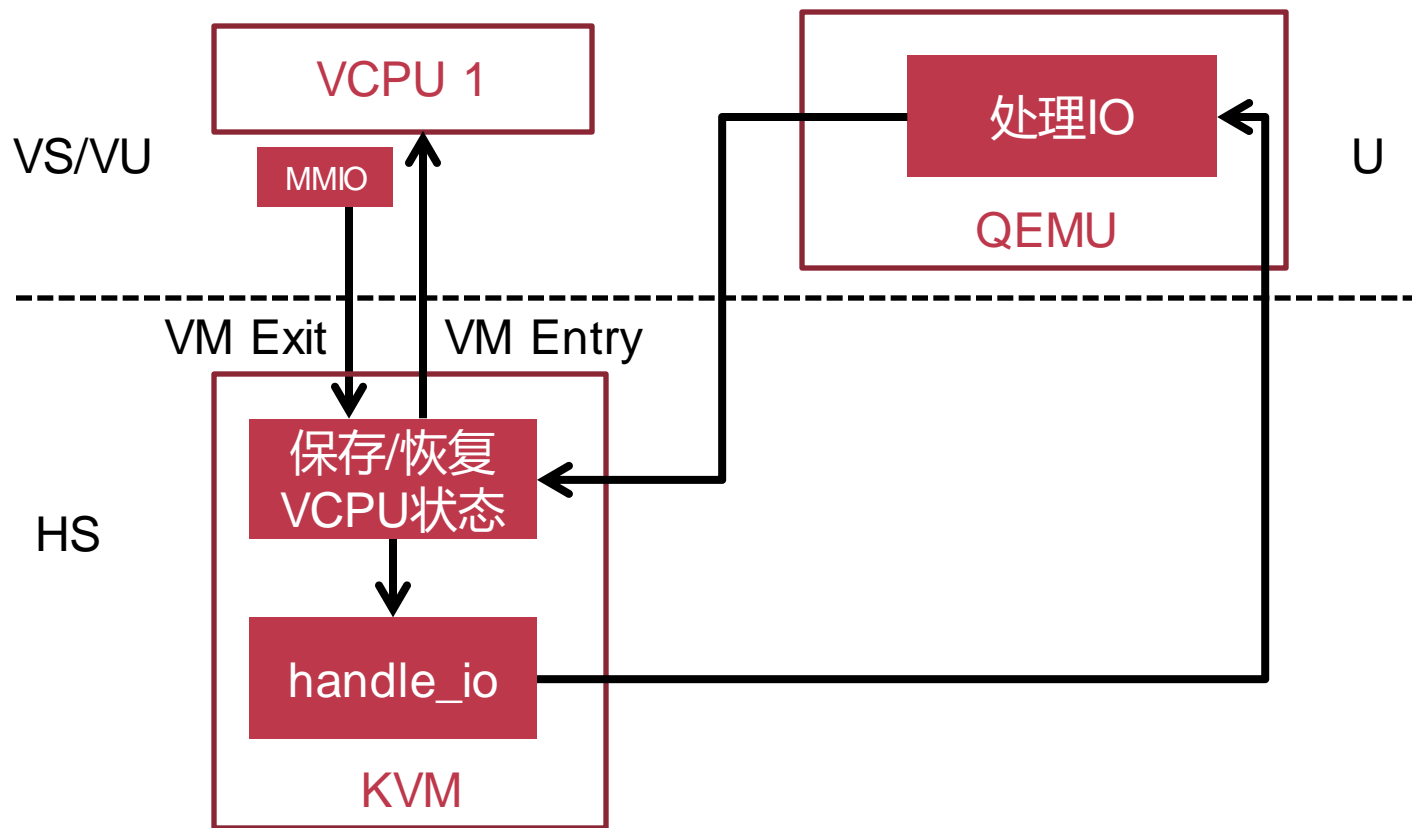 VCPU 1
处理IO
VS/VU
MMIO
U
QEMU
VM Exit
VM Entry
保存/恢复
VCPU状态
HS
handle_io
KVM